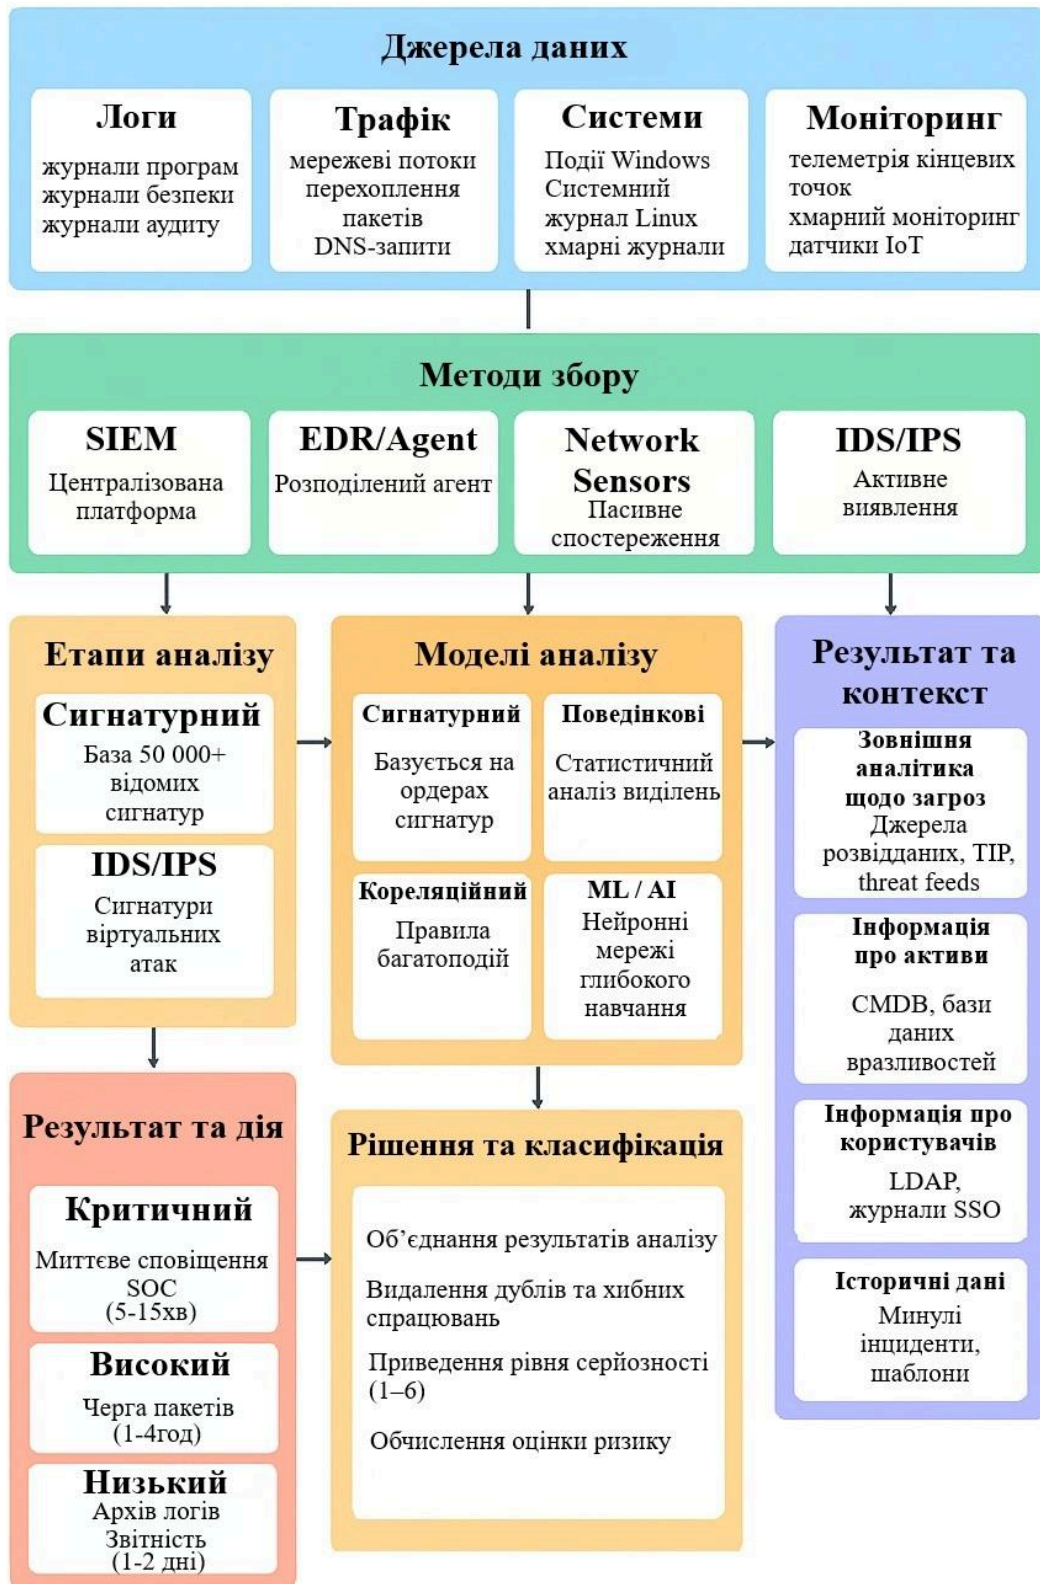 Джерела даних
Логи
журнали програм
журнали безпеки
журнали аудиту
Трафік
мережеві потоки
перехоплення
пакетів
DNS-запити
Системи
Події Windows
Системний
журнал Linux
хмарні журнали
Моніторинг
телеметрія кінцевих
точок
хмарний моніторинг
датчики IoT
Методи збору
SIEM
Централізована
платформа
EDR/Agent
Розподілений агент
Network
Sensors
Пасивне
спостереження
IDS/IPS
Активне
виявлення
Етапи аналізу
Сигнатурний
База 50 000+
відомих
сигнатур
IDS/IPS
Сигнатури
віртуальних
атак
Моделі аналізу
Сигнатурний
Базується на
ордерах
сигнатур
Поведінкові
Статистичний
аналіз виділень
Кореляційний
Правила
багатоподій
ML / AI
Нейронні
мережі
глибокого
навчання
Результат та
контекст
Зовнішня
аналітика
щодо загроз
Джерела
розвідданих, TIP,
threat feeds
Інформація
про активи
CMDB, бази
даних
вразливостей
Інформація про
користувачів
LDAP,
журнали SSO
Історичні дані
Минулі
інциденти,
шаблони
Результат та дія
Критичний
Миттєве сповіщення
SOC
(5-15хв)
Високий
Черга пакетів
(1-4год)
Низький
Архів логів
Звітність
(1-2 дні)
Рішення та класифікація
Об’єднання результатів аналізу
Видалення дублів та хибних
спрацювань
Приведення рівня серйозності
(1–6)
Обчислення оцінки ризику